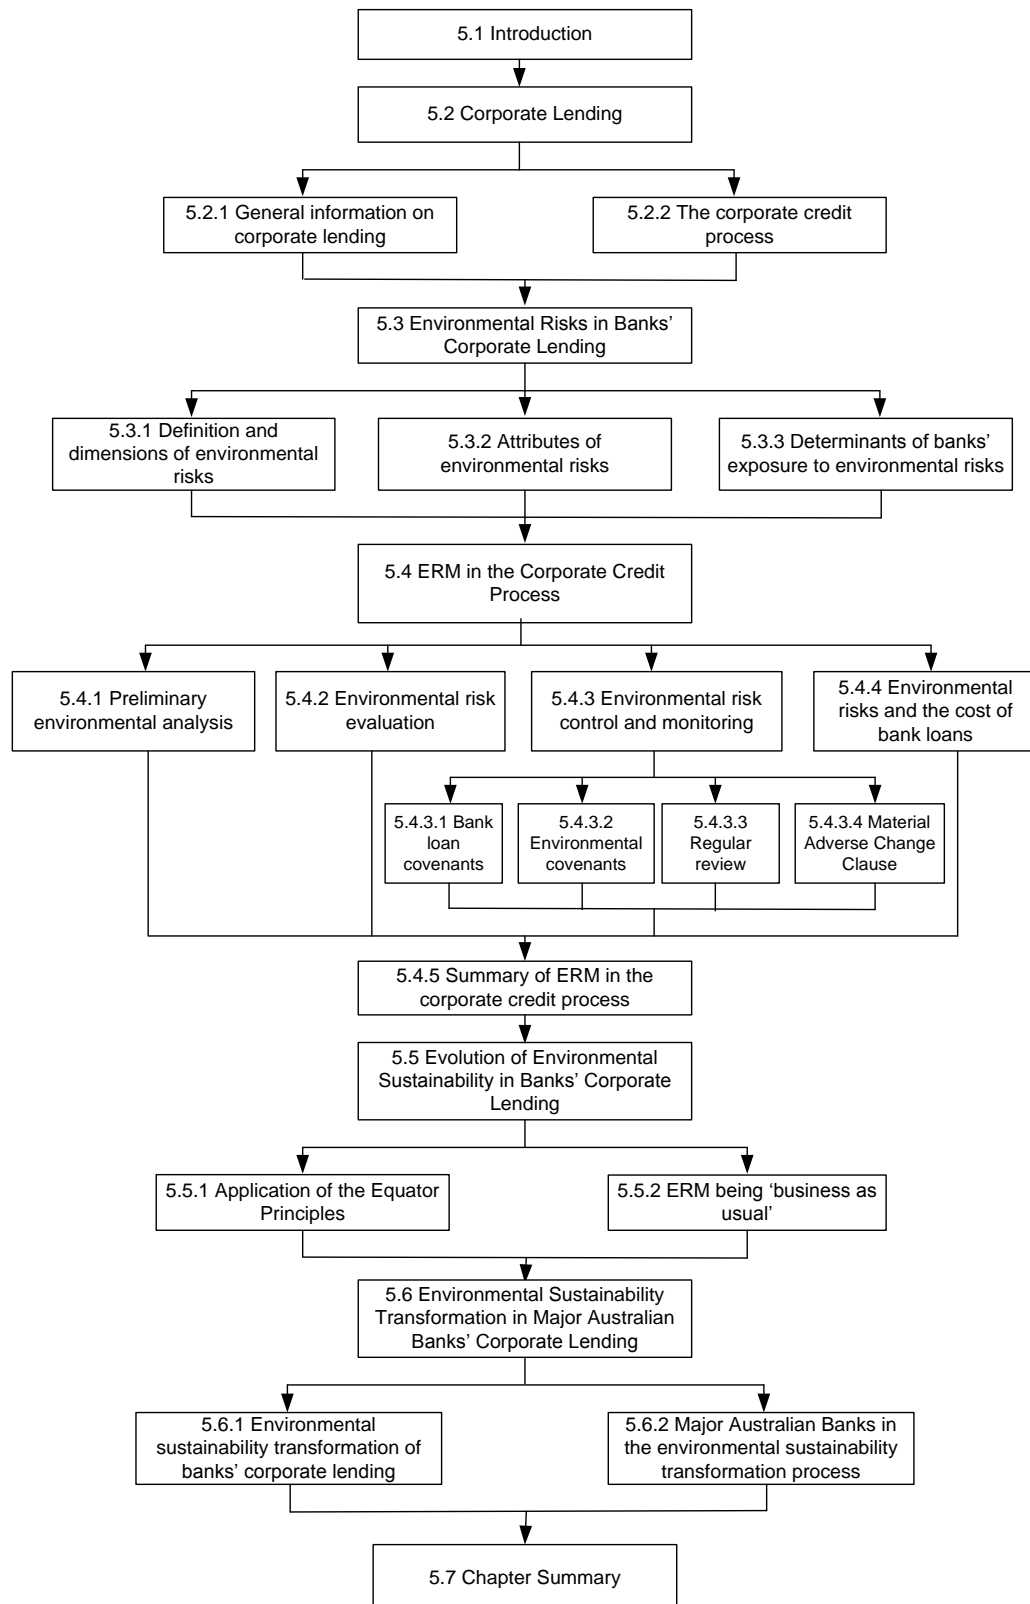 5.1 Introduction
5.2 Corporate Lending
5.2.1 General information on
corporate lending
5.2.2 The corporate credit
process
5.3 Environmental Risks in Banks’
Corporate Lending
5.3.1 Definition and
dimensions of environmental
risks
5.3.2 Attributes of
environmental risks
5.3.3 Determinants of banks’
exposure to environmental risks
5.4 ERM in the Corporate Credit
Process
5.4.1 Preliminary
environmental analysis
5.4.2 Environmental risk
evaluation
5.4.3 Environmental risk
control and monitoring
5.4.4 Environmental
risks and the cost of
bank loans
5.4.3.1 Bank
loan
covenants
5.4.3.2
Environmental
covenants
5.4.3.3
Regular
review
5.4.3.4 Material
Adverse Change
Clause
5.4.5 Summary of ERM in the
corporate credit process
5.5 Evolution of Environmental
Sustainability in Banks’ Corporate
Lending
5.5.1 Application of the Equator
Principles
5.5.2 ERM being ‘business as
usual’
5.6 Environmental Sustainability
Transformation in Major Australian
Banks’ Corporate Lending
5.6.1 Environmental
sustainability transformation of
banks’ corporate lending
5.6.2 Major Australian Banks in
the environmental sustainability
transformation process
5.7 Chapter Summary